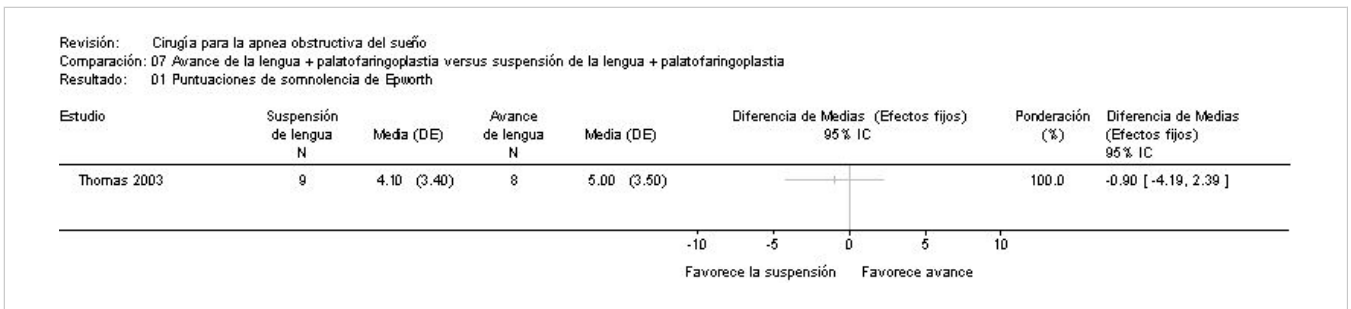 Revisión: Cirugía para la apnea obstructiva del sueño
Comparación: 07 Avance de la lengua + palatofaringoplastia versus suspensión de la lengua + palatofaringoplastia
Resultado: 01 Puntuaciones de somnolencia de Epworth
Estudio Suspensión Avance Diferencia de Medias (Efectos fijos) Ponderación Diferencia de Medias
de lengua Media (DE) de lengua Media (DE) 95% IC (%) (Efectos fijos)
N N 95% IC
Thomas 2003 9 4.10 (3.40) 8 5.00 (3.50) 100.0 -0.90 [ -4.19, 2.39 ]
-10 -5 0 5 10
Favorece la suspensión Favorece avance